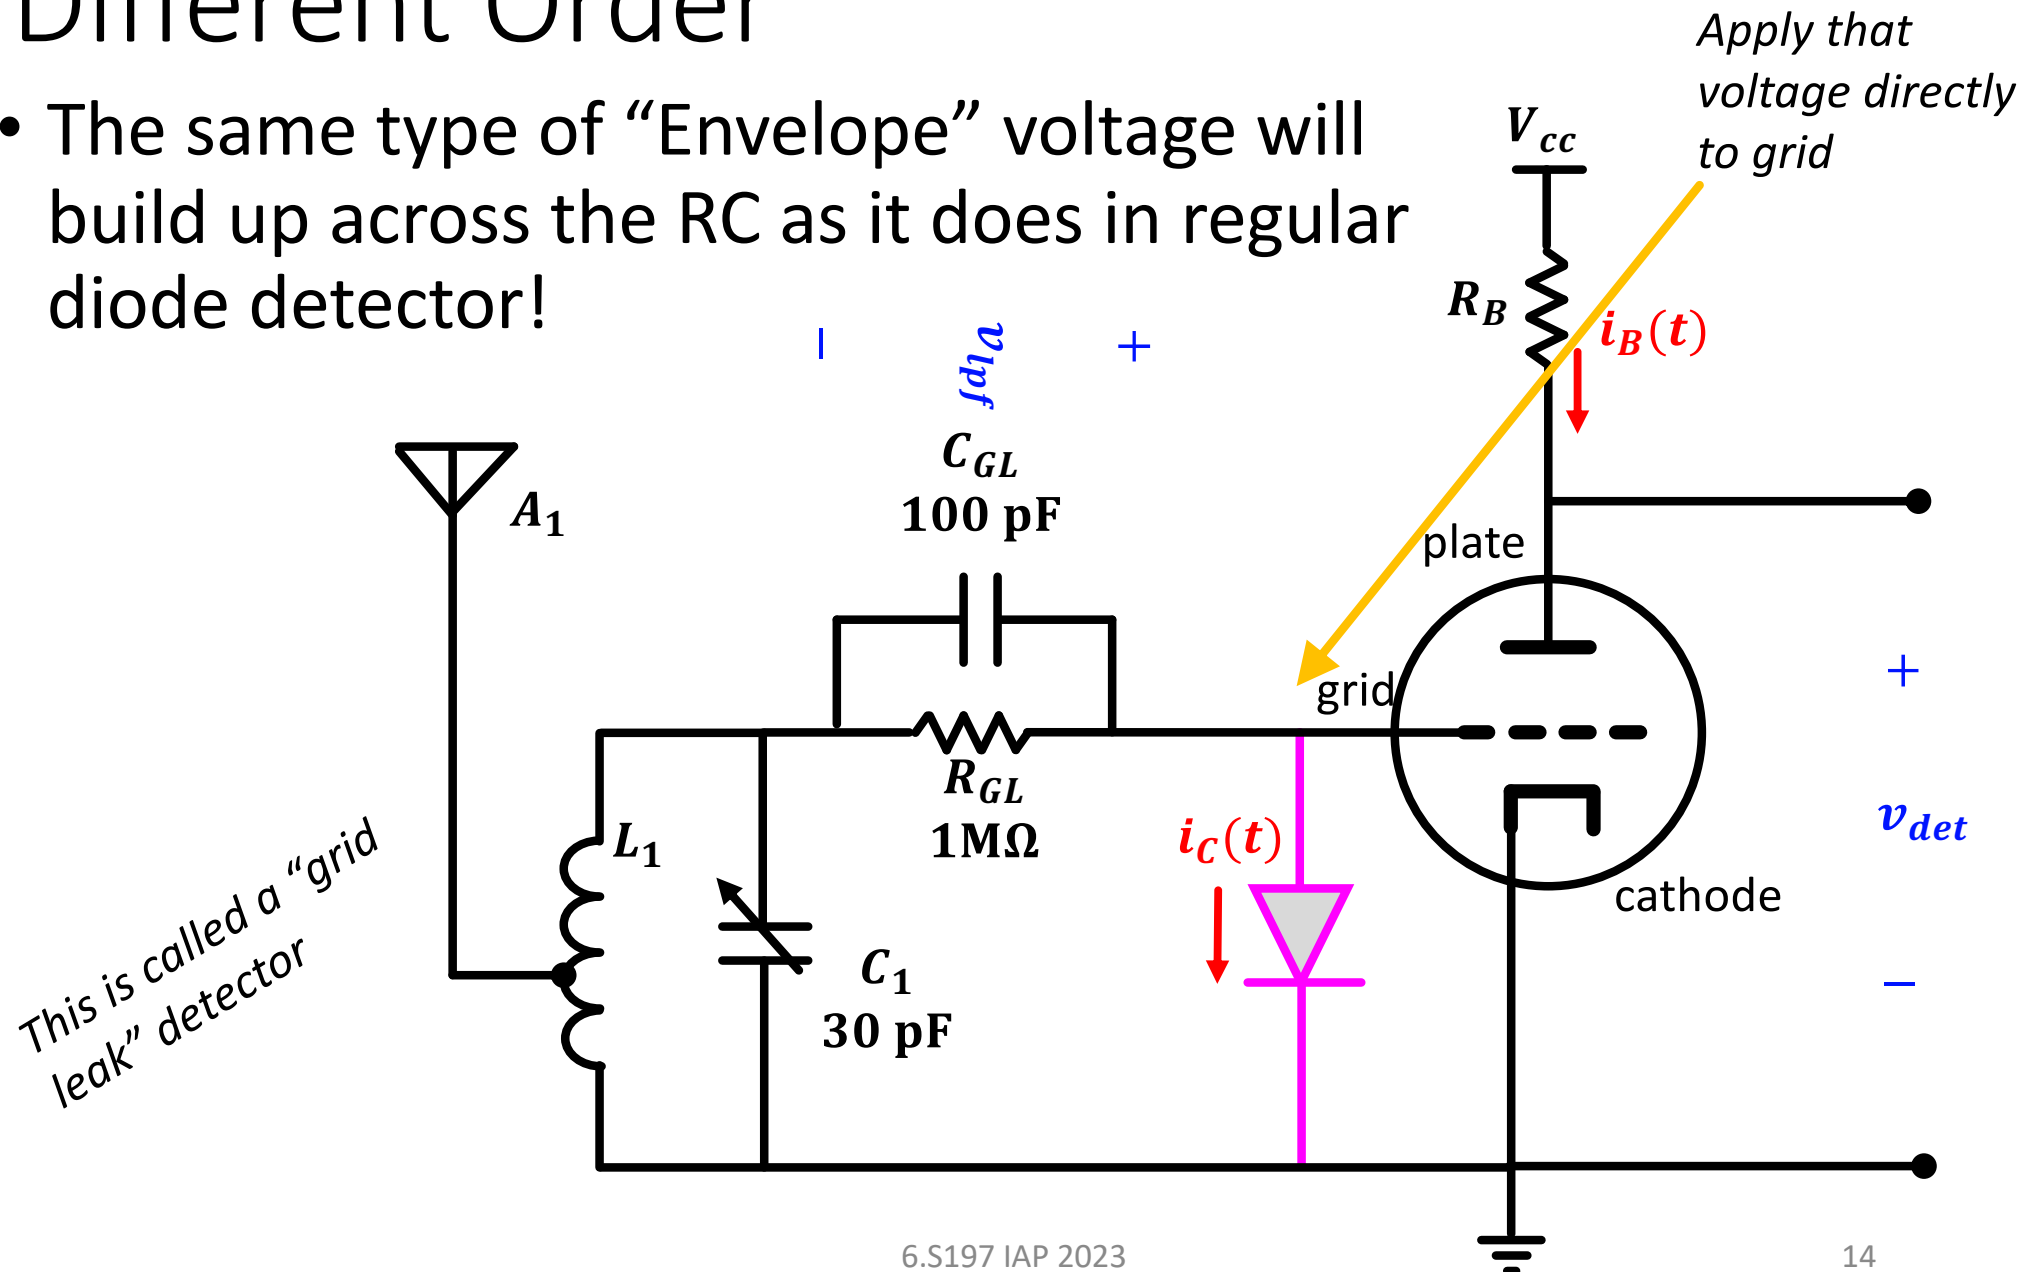 Different Order
• The same type of “Envelope” voltage will
build up across the RC as it does in regular
diode detector!
Apply that
voltage directly
to grid
V_cc
R_B
i_B(t)
− v_lpf +
C_GL
100 pF
A_1
plate
grid
R_GL
1MΩ
L_1
i_C(t)
+
v_det
−
cathode
C_1
30 pF
This is called a “grid
leak” detector
6.S197 IAP 2023
14